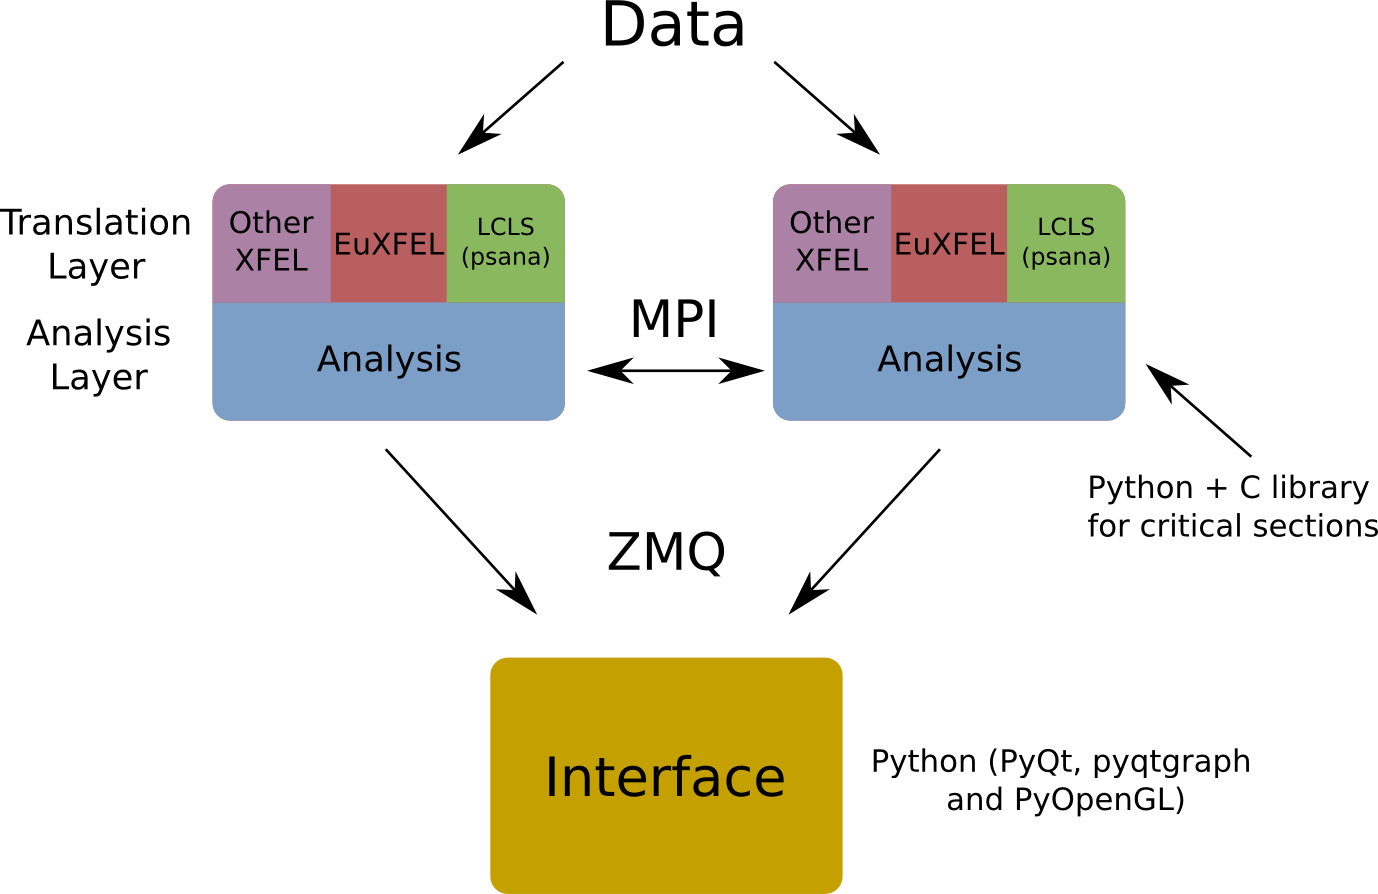 Data
Translation
Layer
Other
XFEL
EuXFEL
LCLS
(psana)
Other
XFEL
EuXFEL
LCLS
(psana)
Analysis
Layer
Analysis
MPI
Analysis
Python + C library
for critical sections
ZMQ
Interface
Python (PyQt, pyqtgraph
and PyOpenGL)